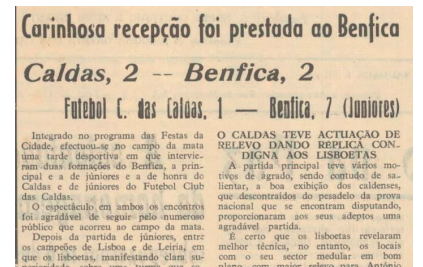 Carinhosa recepção foi prestada ao Benfica
Caldas, 2 -- Benfica, 2
Futebol C. das Caldas, 1 — Benfica, 7 (Juniores)
Integrado no programa das Festas da
Cidade, efectuou-se no campo da mata
uma tarde desportiva em que intervie-
ram duas formações do Benfica, a prin-
cipal e a de júniores e a de honra do
Caldas e de júniores do Futebol Club
das Caldas.
O espectáculo em ambos os encontros
foi agradável de seguir pelo numeroso
público que acorreu ao campo da mata.
Depois da partida de júniores, entre
os campeões de Lisboa e de Leiria, em
que os lisboetas, manifestando clara su-
O CALDAS TEVE ACTUAÇÃO DE
RELEVO DANDO RÉPLICA CON-
DIGNA AOS LISBOETAS
A partida principal teve vários mo-
tivos de agrado, sendo contudo de sa-
lientar, a boa exibição dos caldenses,
que descontraídos do pesadelo da prova
nacional que se encontram disputando,
proporcionaram aos seus adeptos uma
agradável partida.
É certo que os lisboetas revelaram
melhor técnica, no entanto, os locais
com o seu sector medular em bom